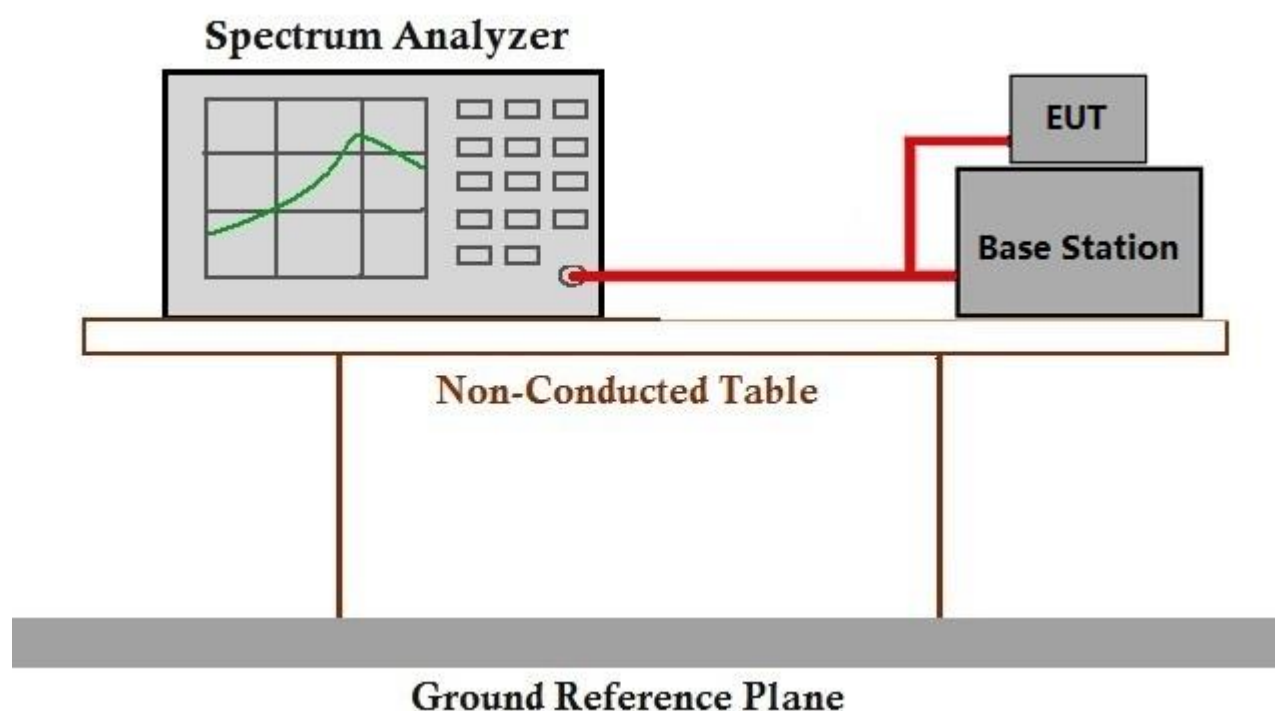 Spectrum Analyzer
EUT
Base Station
Non-Conducted Table
Ground Reference Plane